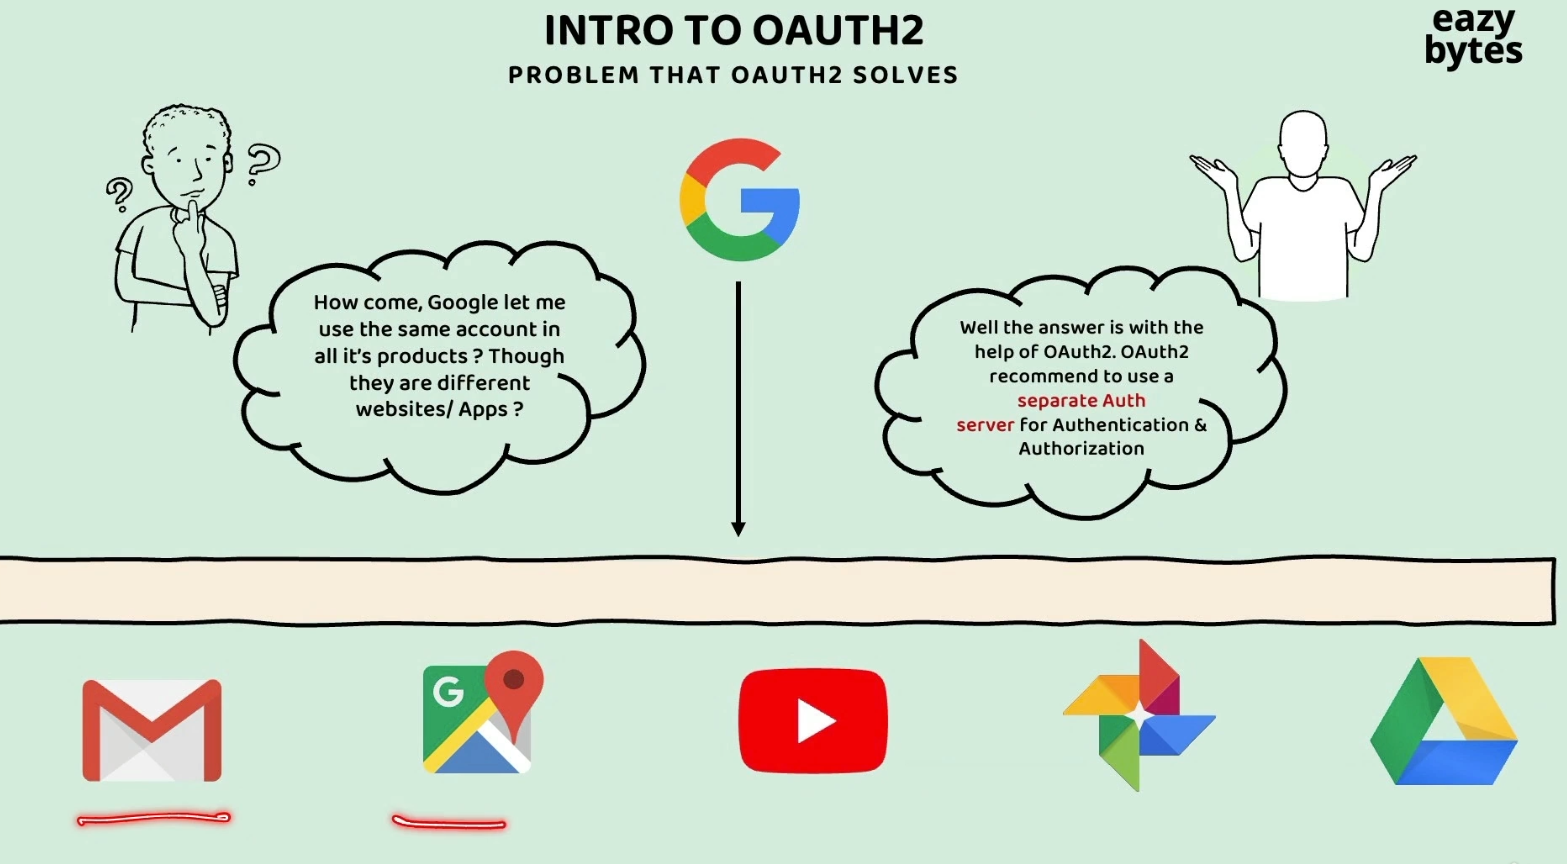 INTRO TO OAUTH2
PROBLEM THAT OAUTH2 SOLVES
eazy
bytes
How come, Google let me
use the same account in
all it's products ? Though
they are different
websites/ Apps ?
Well the answer is with the
help of OAuth2. OAuth2
recommend to use a
separate Auth
server for Authentication &
Authorization